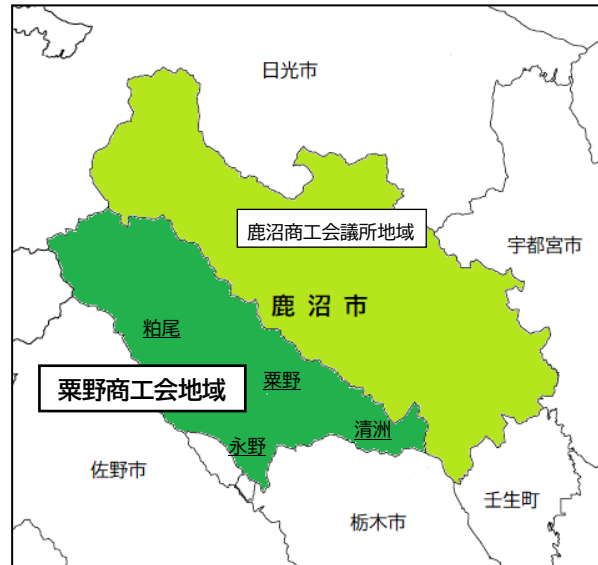 日光市
鹿沼商工会議所地域
宇都宮市
鹿沼市
粕尾
粟野
粟野商工会地域
清洲
永野
佐野市
壬生町
栃木市